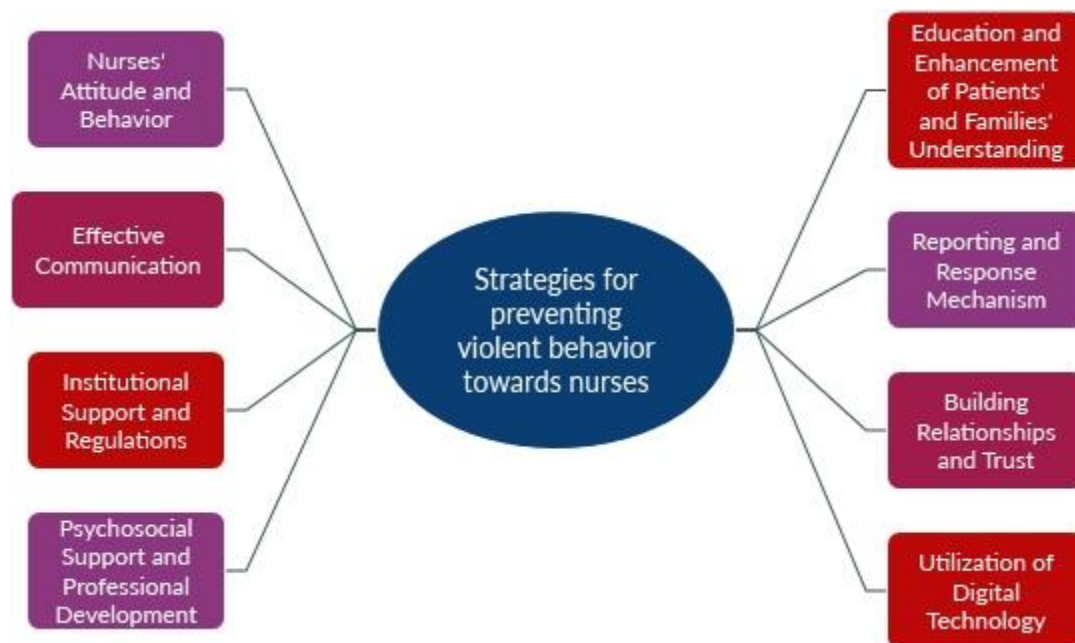 Nurses'
Attitude and
Behavior
Effective
Communication
Institutional
Support and
Regulations
Psychosocial
Support and
Professional
Development
Strategies for
preventing
violent behavior
towards nurses
Education and
Enhancement
of Patients'
and Families'
Understanding
Reporting and
Response
Mechanism
Building
Relationships
and Trust
Utilization of
Digital
Technology